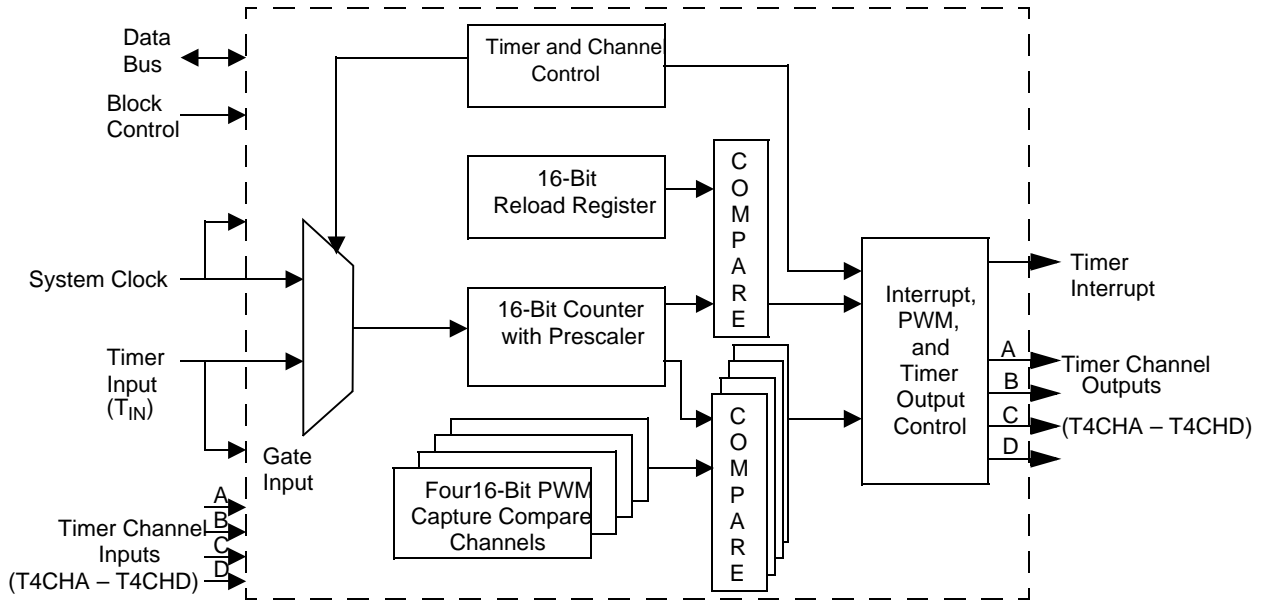 Data
Bus
Block
Control
System Clock
Timer
Input
(TIN)
Gate
Input
A
B
C
D
Timer Channel
Inputs
(T4CHA – T4CHD)
Timer and Channel
Control
16-Bit
Reload Register
16-Bit Counter
with Prescaler
Four16-Bit PWM
Capture Compare
Channels
C
O
M
P
A
R
E
C
O
M
P
A
R
E
Interrupt,
PWM,
and
Timer
Output
Control
Timer
Interrupt
A
B
C
D
Timer Channel
Outputs
(T4CHA – T4CHD)